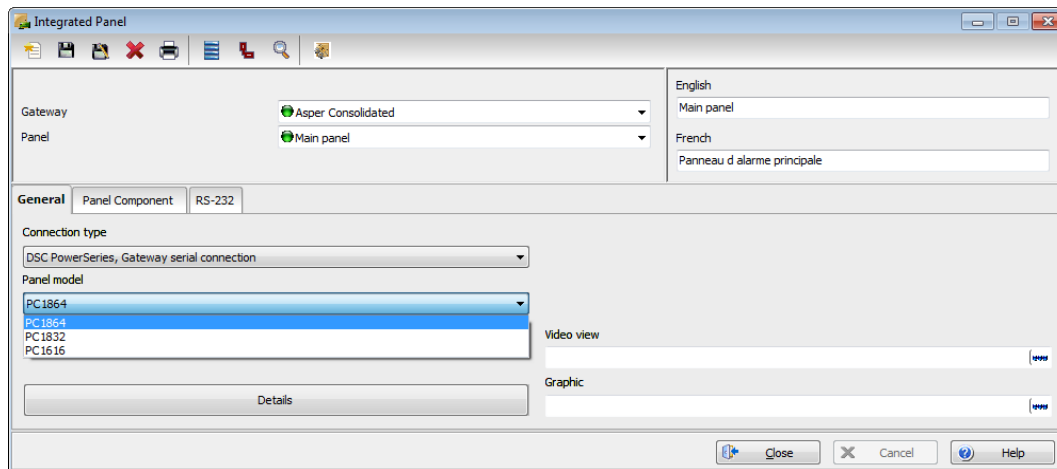 Integrated Panel
Gateway
Asper Consolidated
Panel
Main panel
English
Main panel
French
Panneau d alarme principale
General
Panel Component
RS-232
Connection type
DSC PowerSeries, Gateway serial connection
Panel model
PC1864
PC1864
PC1832
PC1616
Video view
Graphic
Details
Close
Cancel
Help